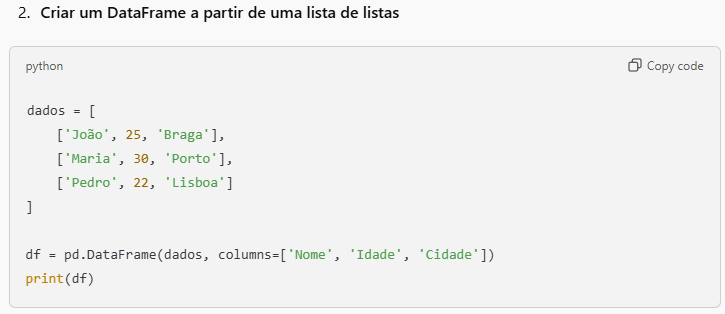 2. Criar um DataFrame a partir de uma lista de listas
python
Copy code
dados = [
    ['João', 25, 'Braga'],
    ['Maria', 30, 'Porto'],
    ['Pedro', 22, 'Lisboa']
]
df = pd.DataFrame(dados, columns=['Nome', 'Idade', 'Cidade'])
print(df)